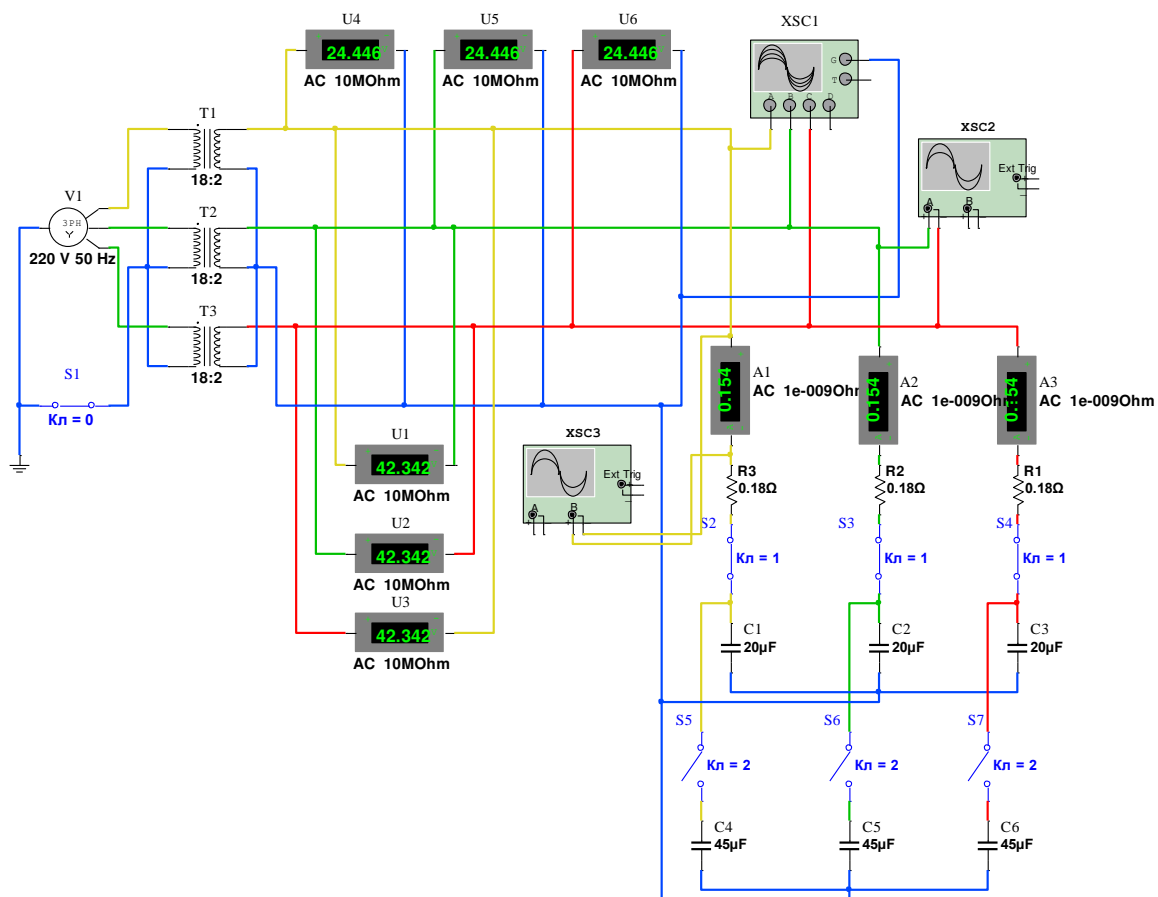 U4
U5
U6
XSC1
24.446
24.446
24.446
AC 10MOhm
AC 10MOhm
AC 10MOhm
G
T
A B C D
T1
18:2
XSC2
Ext Trig
A
B
V1
3PH
Y
220 V 50 Hz
T2
18:2
T3
18:2
S1
Кл = 0
A1
0.154
AC 1e-009Ohm
A2
0.154
AC 1e-009Ohm
A3
0.154
AC 1e-009Ohm
U1
42.342
AC 10MOhm
U2
42.342
AC 10MOhm
U3
42.342
AC 10MOhm
XSC3
Ext Trig
A
B
R3
0.18Ω
R2
0.18Ω
R1
0.18Ω
S2
S3
S4
Кл = 1
Кл = 1
Кл = 1
C1
20µF
C2
20µF
C3
20µF
S5
S6
S7
Кл = 2
Кл = 2
Кл = 2
C4
45µF
C5
45µF
C6
45µF